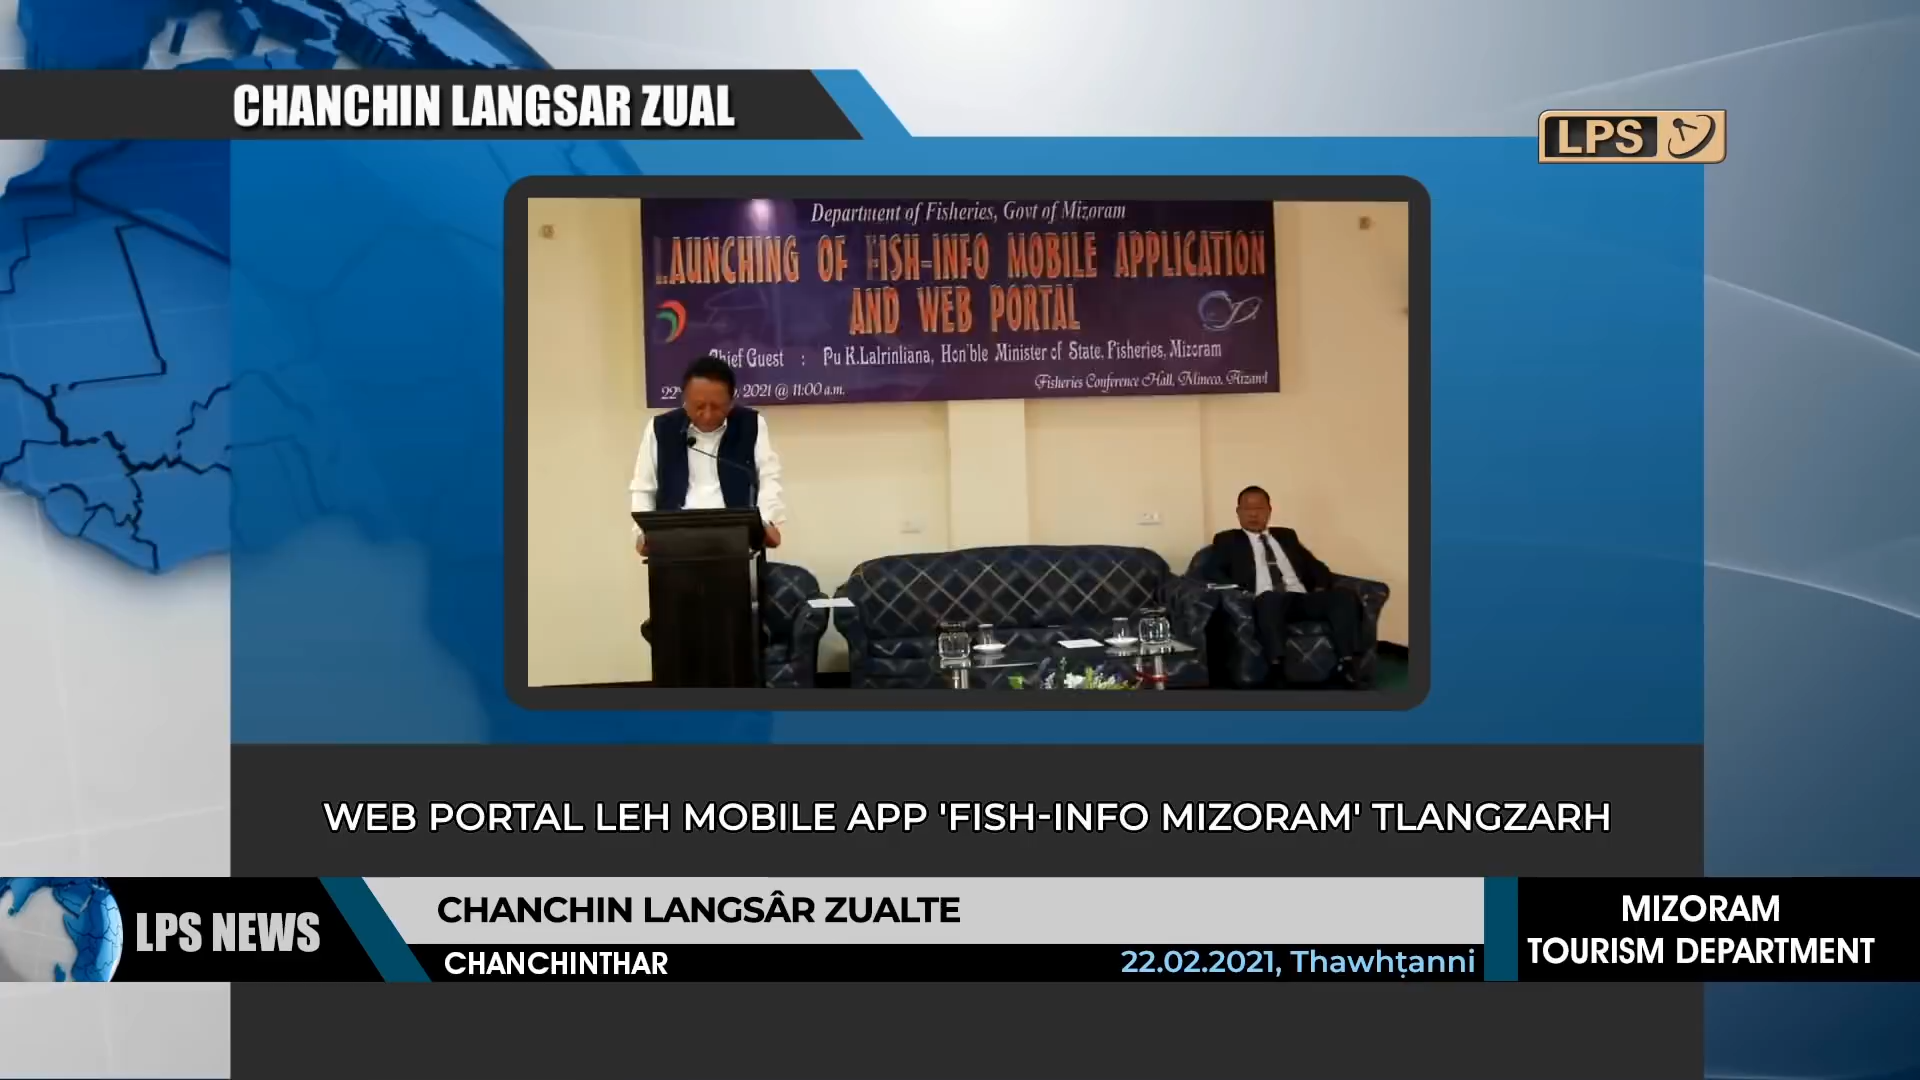 CHANCHIN LANGSAR ZUAL
LPS
Department of Fisheries, Govt of Mizoram
LAUNCHING OF FISH-INFO MOBILE APPLICATION
AND WEB PORTAL
Chief Guest : Pu K.Lalrinliana, Hon'ble Minister of State, Fisheries, Mizoram
22 2021 @ 11:00 a.m.
Fisheries Conference Hall, Mineco, Aizawl
WEB PORTAL LEH MOBILE APP 'FISH-INFO MIZORAM' TLANGZARH
LPS NEWS
CHANCHIN LANGSÂR ZUALTE
CHANCHINTHAR
22.02.2021, Thawhṭanni
MIZORAM
TOURISM DEPARTMENT